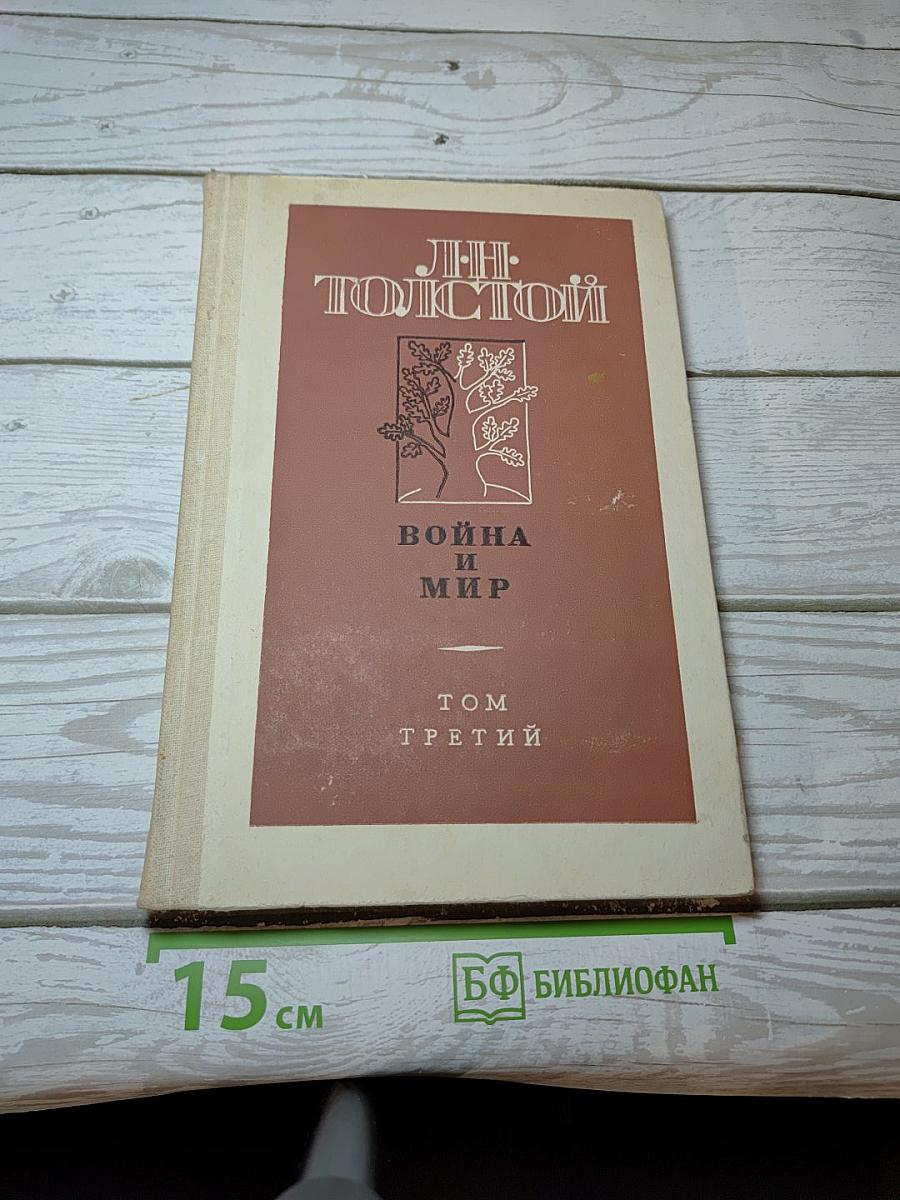 Л·Н·
ТОЛСТОЙ
ВОЙНА
И
МИР
ТОМ
ТРЕТИЙ
15 см
БФ БИБЛИОФАН